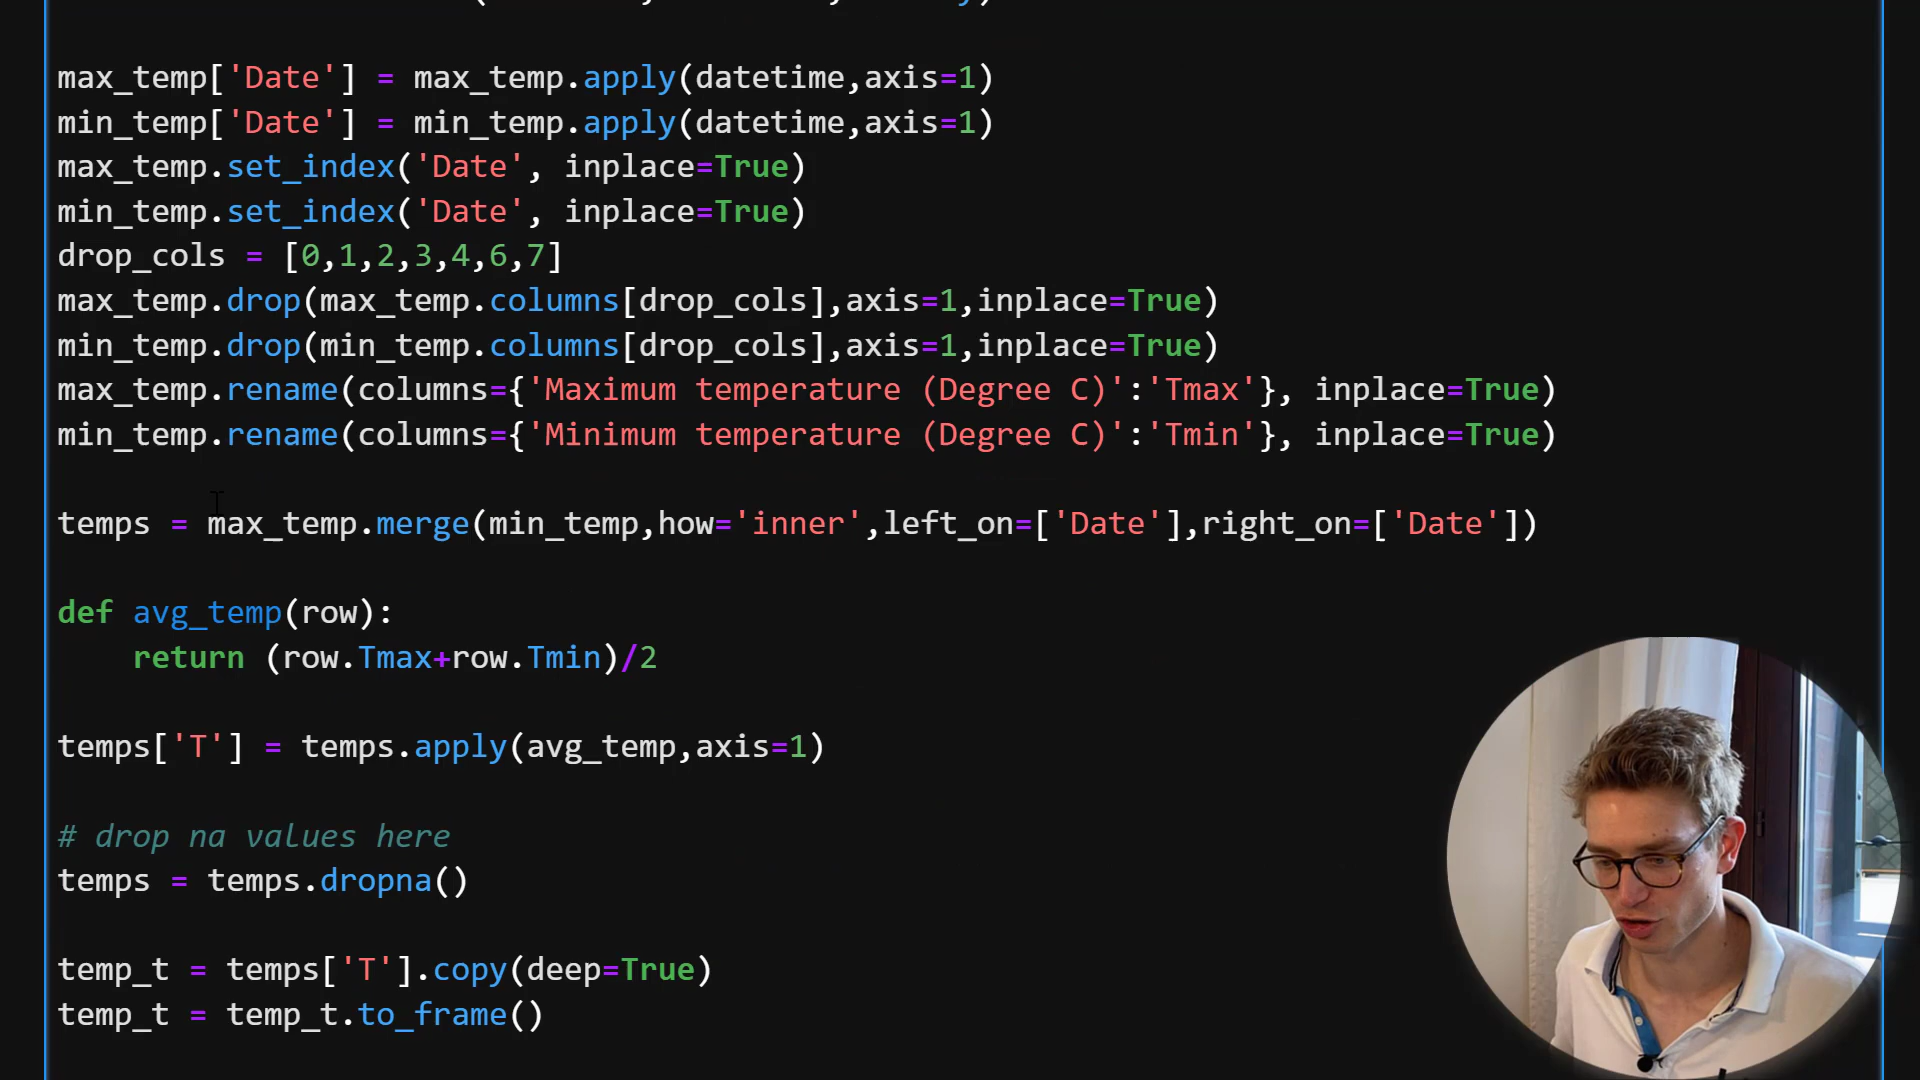 max_temp['Date'] = max_temp.apply(datetime,axis=1)
min_temp['Date'] = min_temp.apply(datetime,axis=1)
max_temp.set_index('Date', inplace=True)
min_temp.set_index('Date', inplace=True)
drop_cols = [0,1,2,3,4,6,7]
max_temp.drop(max_temp.columns[drop_cols],axis=1,inplace=True)
min_temp.drop(min_temp.columns[drop_cols],axis=1,inplace=True)
max_temp.rename(columns={'Maximum temperature (Degree C)':'Tmax'}, inplace=True)
min_temp.rename(columns={'Minimum temperature (Degree C)':'Tmin'}, inplace=True)
temps = max_temp.merge(min_temp,how='inner',left_on=['Date'],right_on=['Date'])
def avg_temp(row):
    return (row.Tmax+row.Tmin)/2
temps['T'] = temps.apply(avg_temp,axis=1)
# drop na values here
temps = temps.dropna()
temp_t = temps['T'].copy(deep=True)
temp_t = temp_t.to_frame()